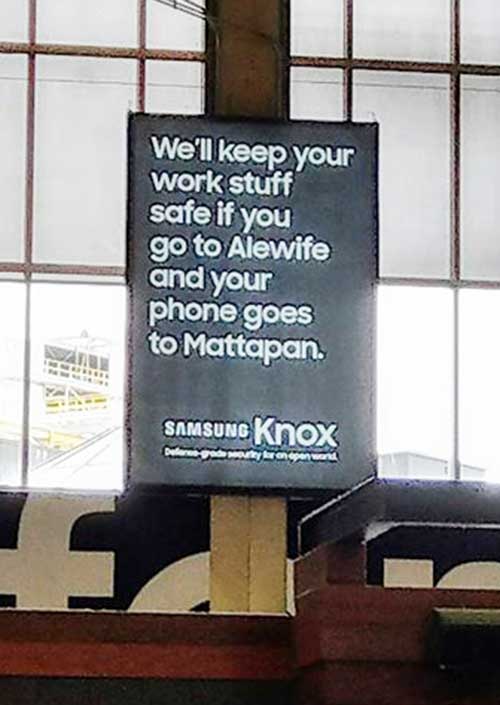 We'll keep your
work stuff
safe if you
go to Alewife
and your
phone goes
to Mattapan.
SAMSUNG Knox
Defense-grade security for an open world.